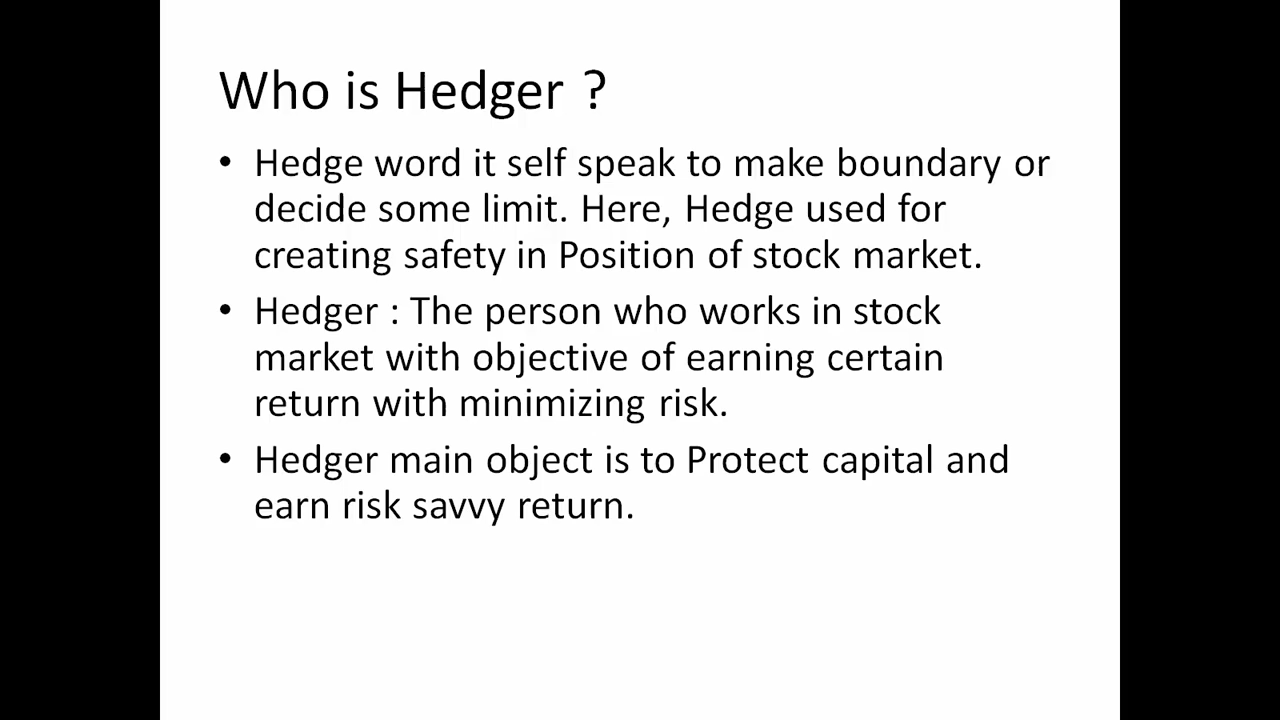 Who is Hedger ?
• Hedge word it self speak to make boundary or
decide some limit. Here, Hedge used for
creating safety in Position of stock market.
• Hedger : The person who works in stock
market with objective of earning certain
return with minimizing risk.
• Hedger main object is to Protect capital and
earn risk savvy return.